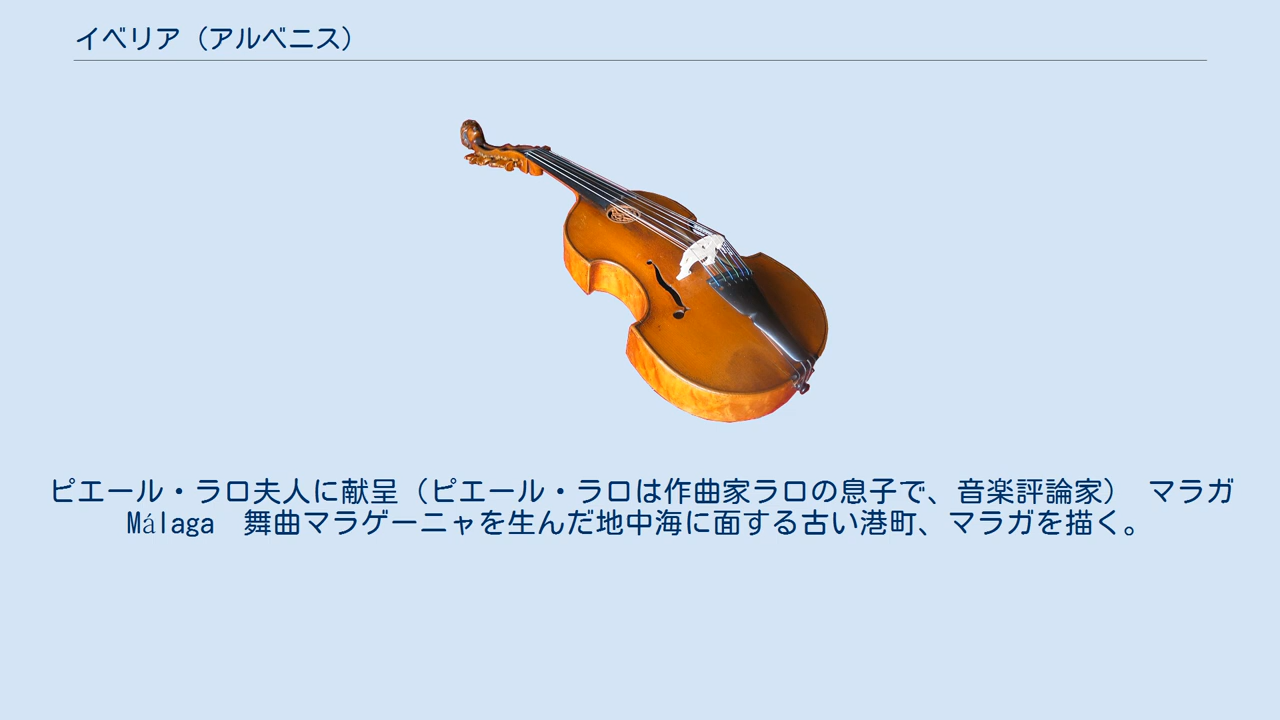 イベリア（アルベニス）
ピエール・ラロ夫人に献呈（ピエール・ラロは作曲家ラロの息子で、音楽評論家）　マラガ
Málaga　舞曲マラゲーニャを生んだ地中海に面する古い港町、マラガを描く。